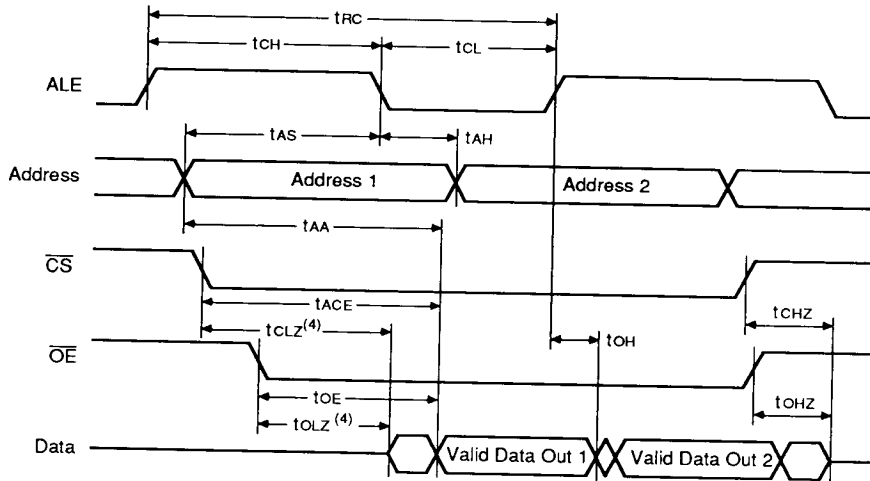 tRC
tCH
tCL
ALE
tAS
tAH
Address
Address 1
Address 2
tAA
CS
tACE
tCLZ(4)
tOH
tCHZ
OE
tOE
tOHZ
tOLZ(4)
Data
Valid Data Out 1
Valid Data Out 2